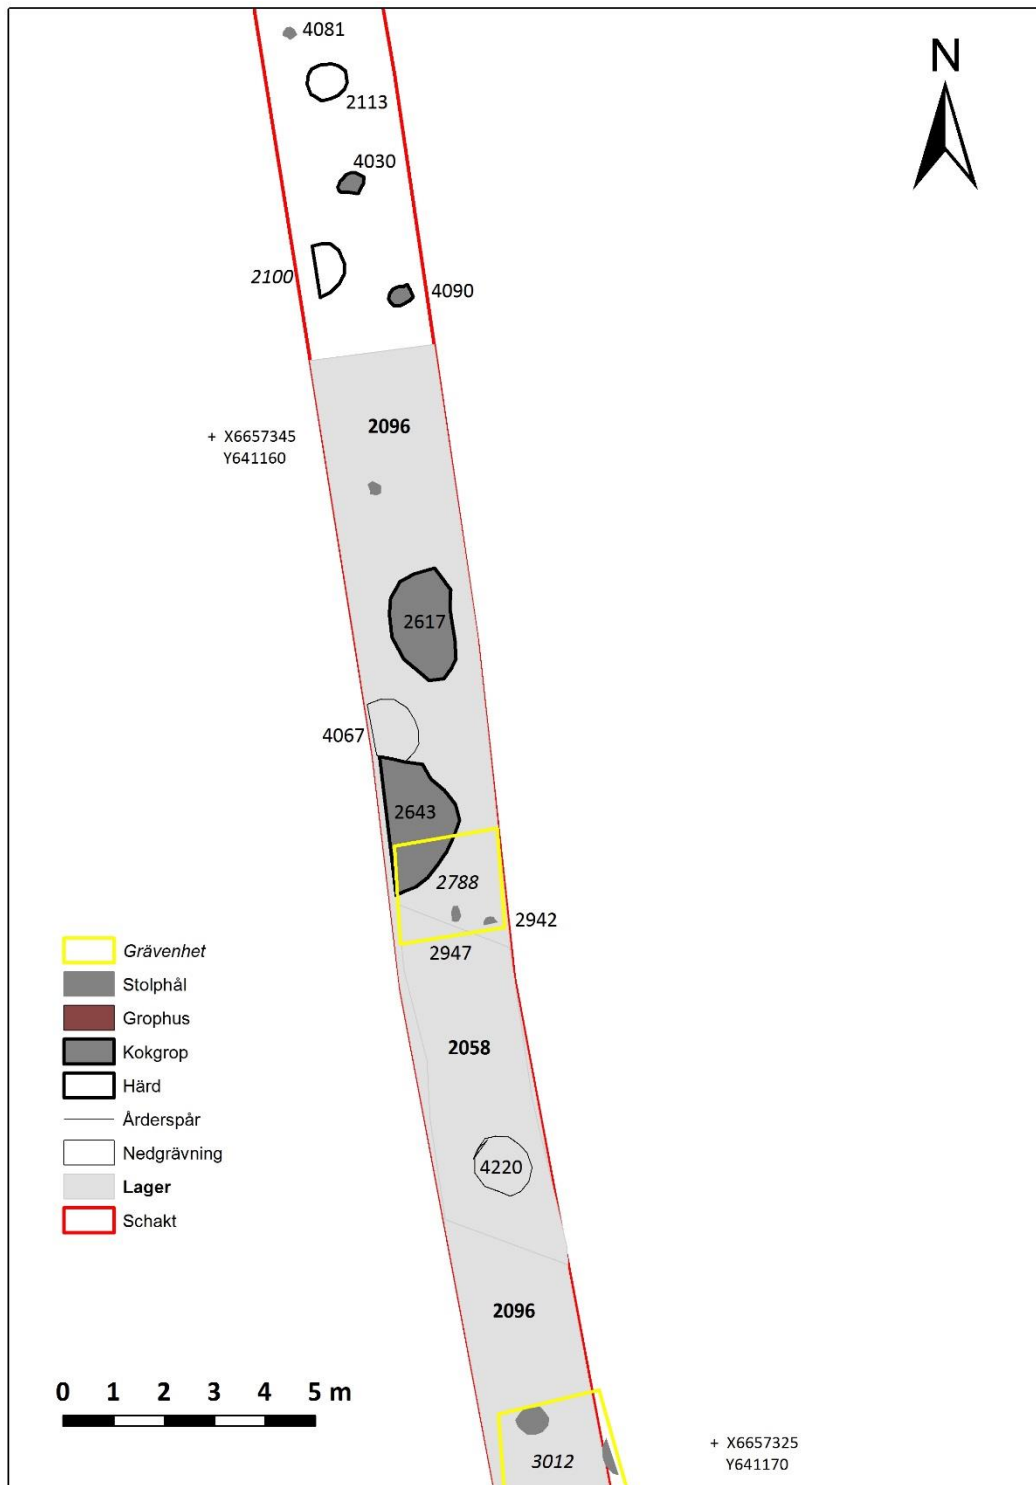 4081
N
2113
4030
2100
4090
2096
+ X6657345
Y641160
2617
4067
2643
2788
2942
2947
Grävenhet
Stolphål
Grophus
Kokgrop
Härd
Årderspår
Nedgrävning
Lager
Schakt
2058
4220
2096
0 1 2 3 4 5 m
3012
+ X6657325
Y641170